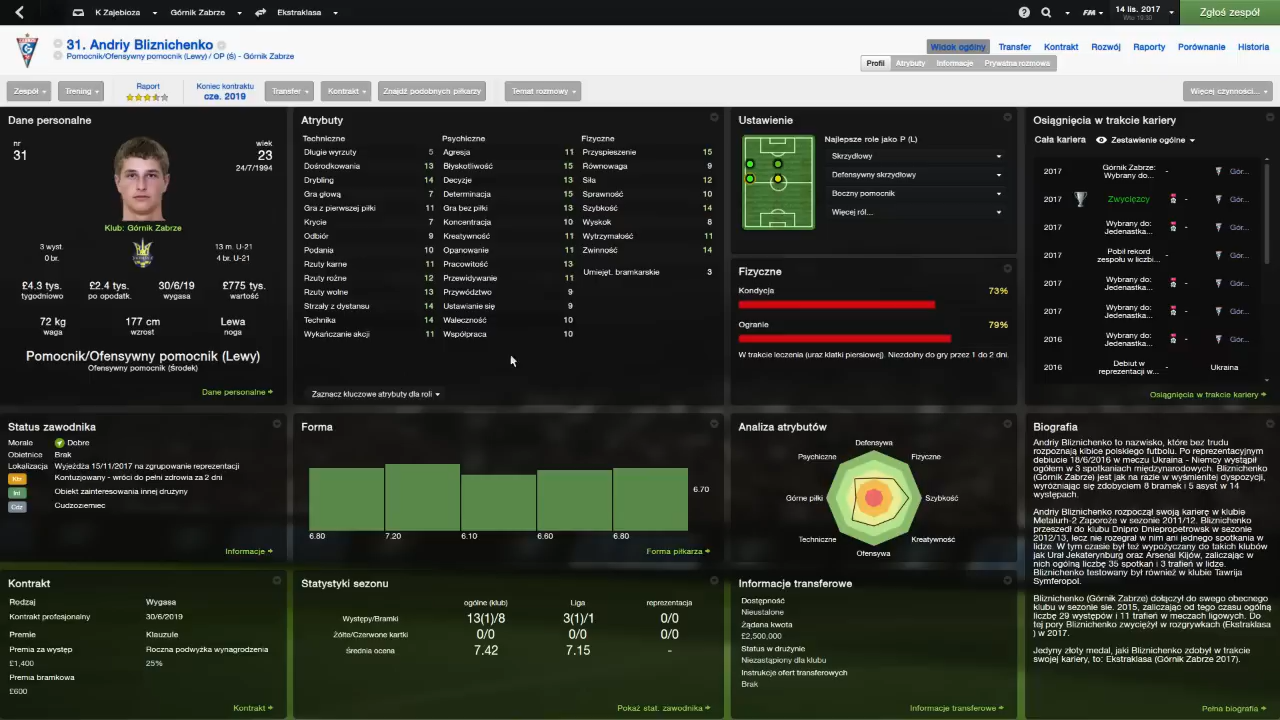 K Zajebioza
Górnik Zabrze
Ekstraklasa
FM
14 lis. 2017
Wto 19:30
Zgłoś zespół
31. Andriy Bliznichenko
Pomocnik/Ofensywny pomocnik (Lewy) / OP (Ś) - Górnik Zabrze
Widok ogólny
Transfer
Kontrakt
Rozwój
Raporty
Porównanie
Historia
Profil
Atrybuty
Informacje
Prywatna rozmowa
Zespół
Trening
Raport
Koniec kontraktu
cze. 2019
Transfer
Kontrakt
Znajdź podobnych piłkarzy
Temat rozmowy
Więcej czynności...
Dane personalne
nr
31
wiek
23
24/7/1994
Klub: Górnik Zabrze
3 wyst.
0 br.
13 m. U-21
4 br. U-21
£4.3 tys.
tygodniowo
£2.4 tys.
po opodatk.
30/6/19
wygasa
£775 tys.
wartość
72 kg
waga
177 cm
wzrost
Lewa
noga
Pomocnik/Ofensywny pomocnik (Lewy)
Ofensywny pomocnik (Środek)
Dane personalne
Atrybuty
Techniczne
Długie wyrzuty 5
Dośrodkowania 13
Drybling 14
Gra głową 7
Gra z pierwszej piłki 11
Krycie 7
Odbiór 9
Podania 10
Rzuty karne 11
Rzuty rożne 12
Rzuty wolne 13
Strzały z dystansu 14
Technika 14
Wykańczanie akcji 11
Psychiczne
Agresja 11
Błyskotliwość 15
Decyzje 13
Determinacja 15
Gra bez piłki 13
Koncentracja 10
Kreatywność 11
Opanowanie 11
Pracowitość 13
Przewidywanie 11
Przywództwo 9
Ustawianie się 9
Waleczność 10
Współpraca 10
Fizyczne
Przyspieszenie 15
Równowaga 9
Siła 12
Sprawność 10
Szybkość 14
Wyskok 8
Wytrzymałość 11
Zwinność 14
Umiejęt. bramkarskie 3
Zaznacz kluczowe atrybuty dla roli
Ustawienie
Najlepsze role jako P (L)
Skrzydłowy
Defensywny skrzydłowy
Boczny pomocnik
Więcej ról...
Fizyczne
Kondycja 73%
Ogranie 79%
W trakcie leczenia (uraz klatki piersiowej). Niezdolny do gry przez 1 do 2 dni.
Osiągnięcia w trakcie kariery
Cała kariera Zestawienie ogólne
2017 Górnik Zabrze: Wybrany do... - Gór...
2017 Zwycięzcy - Gór...
2017 Wybrany do: Jedenastka... - Gór...
2017 Pobił rekord zespołu w liczbi... - Gór...
2017 Wybrany do: Jedenastka... - Gór...
2017 Wybrany do: Jedenastka... - Gór...
2016 Wybrany do: Jedenastka... - Gór...
2016 Debiut w reprezentacji w... - Ukraina
Osiągnięcia w trakcie kariery
Status zawodnika
Morale Dobre
Obietnice Brak
Lokalizacja Wyjeżdża 15/11/2017 na zgrupowanie reprezentacji
Ktz Kontuzjowany - wróci do pełni zdrowia za 2 dni
Int Obiekt zainteresowania innej drużyny
Cdz Cudzoziemiec
Informacje
Forma
6.70
6.80 7.20 6.10 6.60 6.80
Forma piłkarza
Analiza atrybutów
Defensywa
Fizyczne
Szybkość
Kreatywność
Ofensywa
Techniczne
Górne piłki
Psychiczne
Biografia
Andriy Bliznichenko to nazwisko, które bez trudu
rozpoznają kibice polskiego futbolu. Po reprezentacyjnym
debiucie 18/6/2016 w meczu Ukraina - Niemcy wystąpił
ogółem w 3 spotkaniach międzynarodowych. Bliznichenko
(Górnik Zabrze) jest jak na razie w wyśmienitej dyspozycji,
wyróżniając się zdobyciem 8 bramek i 5 asyst w 14
występach.
Andriy Bliznichenko rozpoczął swoją karierę w klubie
Metalurh-2 Zaporoże w sezonie 2011/12. Bliznichenko
przeszedł do klubu Dnipro Dniepropietrowsk w sezonie
2012/13, lecz nie rozegrał w nim ani jednego spotkania w
lidze. W tym czasie był też wypożyczany do takich klubów
jak Urał Jekaterynburg oraz Arsenał Kijów, zaliczając w
nich ogólną liczbę 35 spotkań i 3 trafień w lidze.
Bliznichenko testowany był również w klubie Tawrija
Symferopol.
Bliznichenko (Górnik Zabrze) dołączył do swego obecnego
klubu w sezonie sie. 2015, zaliczając od tego czasu ogólną
liczbę 29 występów i 11 trafień w meczach ligowych. Do
tej pory Bliznichenko zwyciężył w rozgrywkach (Ekstraklasa
) w 2017.
Jedyny złoty medal, jaki Bliznichenko zdobył w trakcie
swojej kariery, to: Ekstraklasa (Górnik Zabrze 2017).
Pełna biografia
Kontrakt
Rodzaj
Kontrakt profesjonalny
Wygasa
30/6/2019
Premie
Premia za występ
£1,400
Premia bramkowa
£600
Klauzule
Roczna podwyżka wynagrodzenia
25%
Kontrakt
Statystyki sezonu
ogólne (klub) Liga reprezentacja
Występy/Bramki 13(1)/8 3(1)/1 0/0
Żółte/Czerwone kartki 0/0 0/0 0/0
Średnia ocena 7.42 7.15 -
Pokaż stat. zawodnika
Informacje transferowe
Dostępność
Nieustalone
Żądana kwota
£2,500,000
Status w drużynie
Niezastąpiony dla klubu
Instrukcje ofert transferowych
Brak
Informacje transferowe